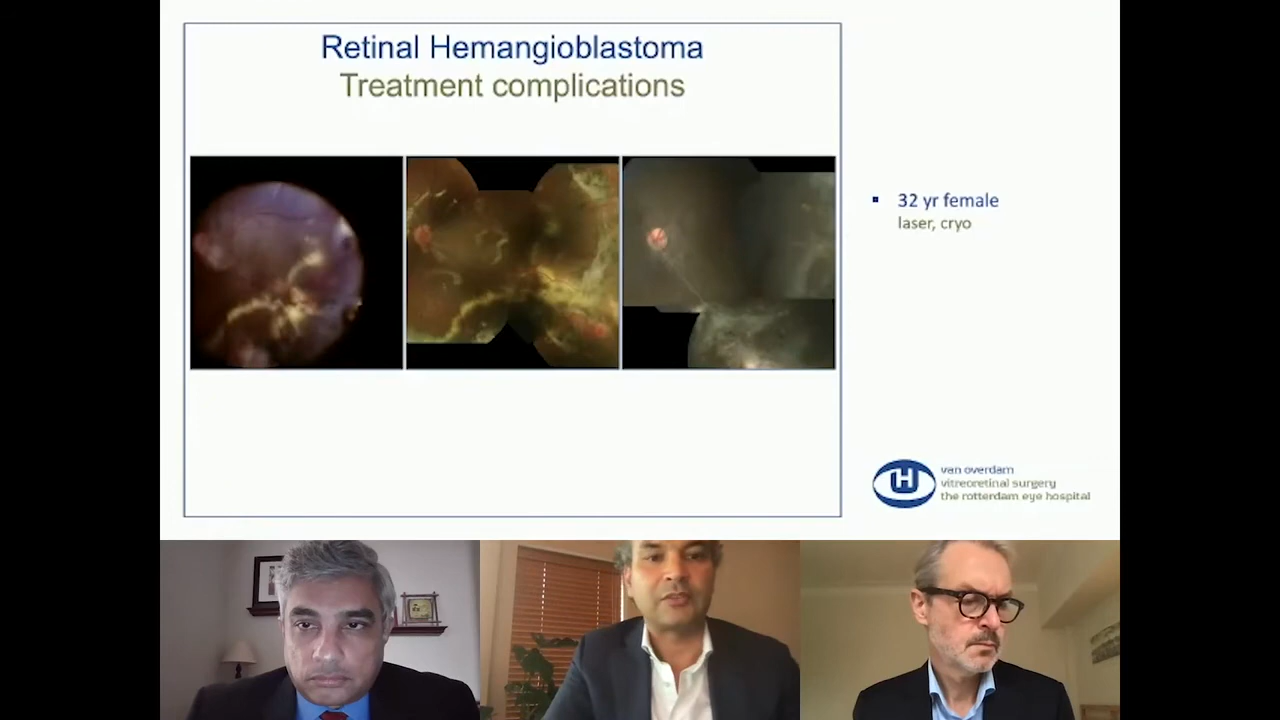 Retinal Hemangioblastoma
Treatment complications
32 yr female
laser, cryo
van overdam
vitreoretinal surgery
the rotterdam eye hospital